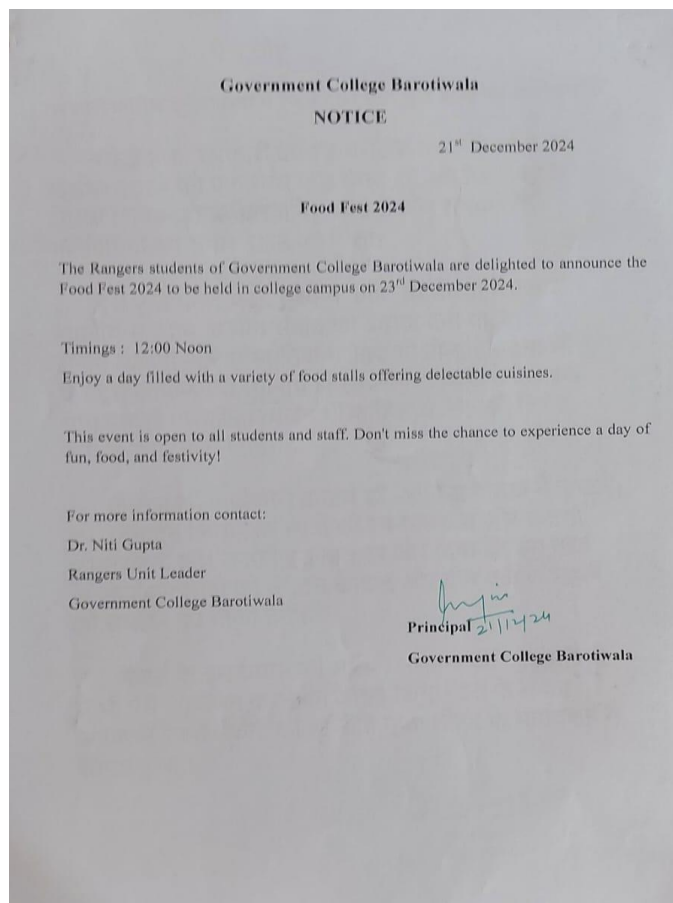 Government College Barotiwala
NOTICE
21st December 2024
Food Fest 2024
The Rangers students of Government College Barotiwala are delighted to announce the
Food Fest 2024 to be held in college campus on 23rd December 2024.
Timings : 12:00 Noon
Enjoy a day filled with a variety of food stalls offering delectable cuisines.
This event is open to all students and staff. Don't miss the chance to experience a day of
fun, food, and festivity!
For more information contact:
Dr. Niti Gupta
Rangers Unit Leader
Government College Barotiwala
Principal 21/12/24
Government College Barotiwala